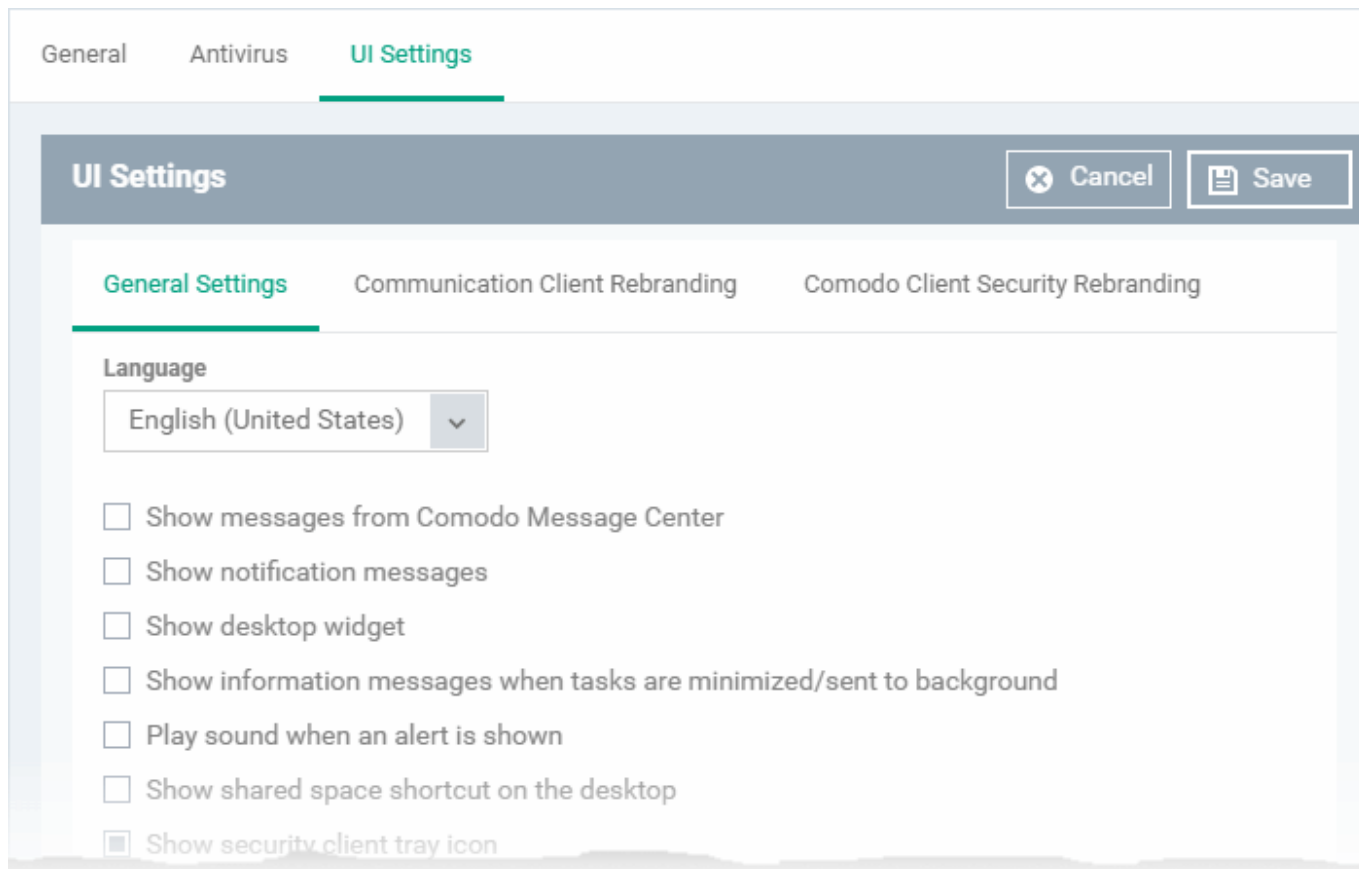 General Antivirus UI Settings
UI Settings Cancel Save
General Settings Communication Client Rebranding Comodo Client Security Rebranding
Language
English (United States)
Show messages from Comodo Message Center
Show notification messages
Show desktop widget
Show information messages when tasks are minimized/sent to background
Play sound when an alert is shown
Show shared space shortcut on the desktop
Show security client tray icon